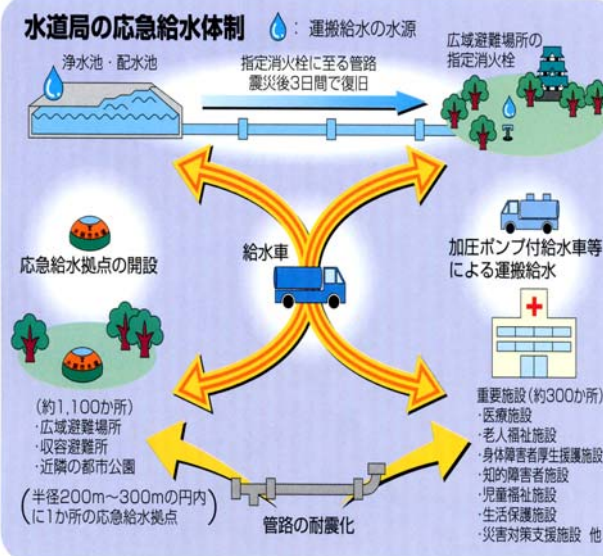 水道局の応急給水体制
：運搬給水の水源
浄水池・配水池
指定消火栓に至る管路
震災後3日間で復旧
広域避難場所の
指定消火栓
応急給水拠点の開設
給水車
加圧ポンプ付給水車等
による運搬給水
(約1,100か所)
・広域避難場所
・収容避難所
・近隣の都市公園
(半径200m〜300mの円内
に1か所の応急給水拠点)
管路の耐震化
重要施設(約300か所)
・医療施設
・老人福祉施設
・身体障害者厚生援護施設
・知的障害者施設
・児童福祉施設
・生活保護施設
・災害対策支援施設 他